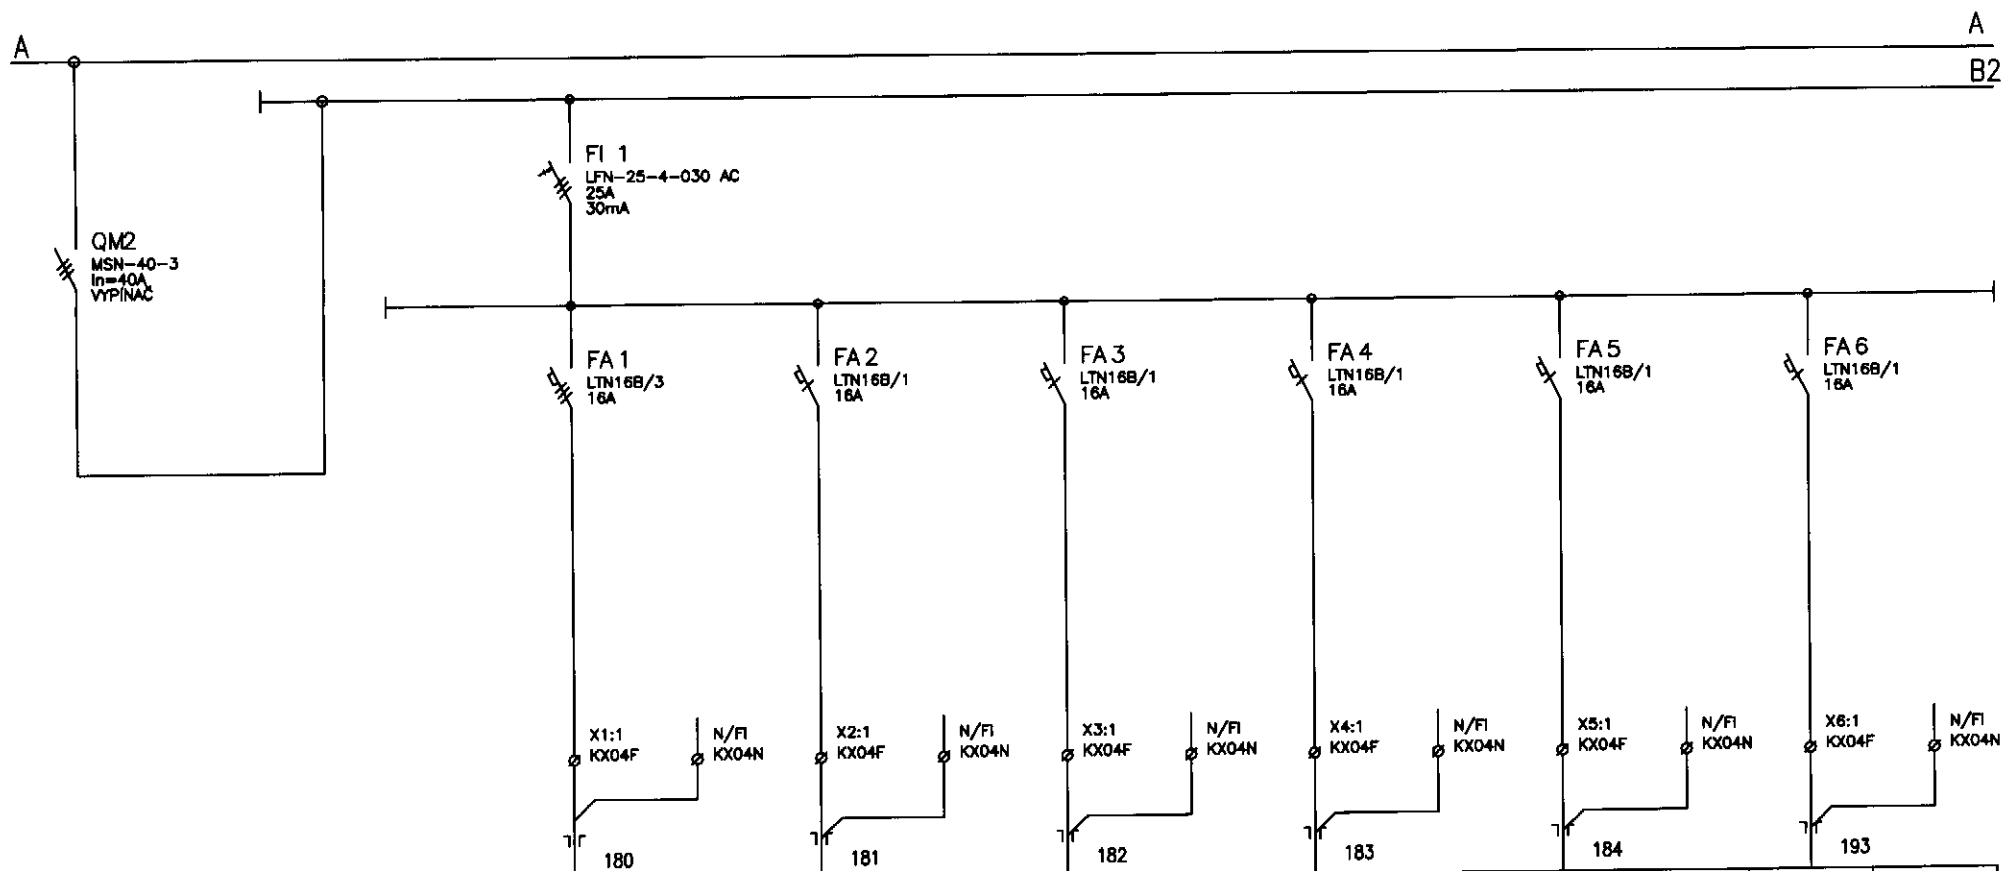 A
A
B2
FI 1
LFN-25-4-030 AC
25A
30mA
QM2
MSN-40-3
In=40A
VYPÍNAČ
FA 1
LTN16B/3
16A
FA 2
LTN16B/1
16A
FA 3
LTN16B/1
16A
FA 4
LTN16B/1
16A
FA 5
LTN16B/1
16A
FA 6
LTN16B/1
16A
X1:1
KX04F
N/FI
KX04N
X2:1
KX04F
N/FI
KX04N
X3:1
KX04F
N/FI
KX04N
X4:1
KX04F
N/FI
KX04N
X5:1
KX04F
N/FI
KX04N
X6:1
KX04F
N/FI
KX04N
180
181
182
183
184
193